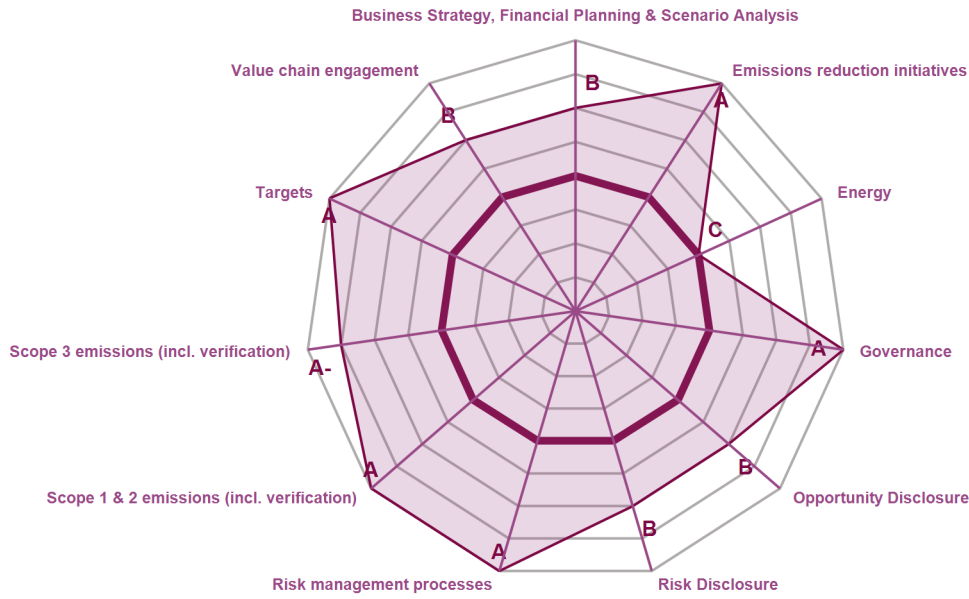 Business Strategy, Financial Planning & Scenario Analysis
Value chain engagement
Emissions reduction initiatives
B
A
B
Targets
Energy
A
C
Scope 3 emissions (incl. verification)
A
Governance
A-
A
B
Scope 1 & 2 emissions (incl. verification)
Opportunity Disclosure
B
A
Risk management processes
Risk Disclosure